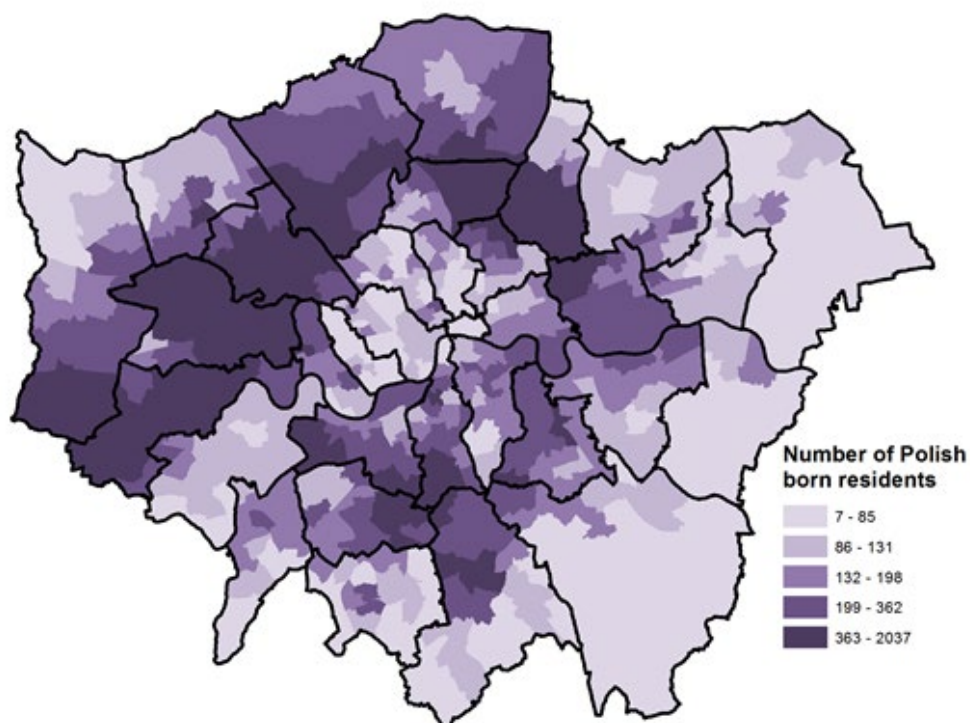 Number of Polish
born residents
7 - 85
86 - 131
132 - 198
199 - 362
363 - 2037